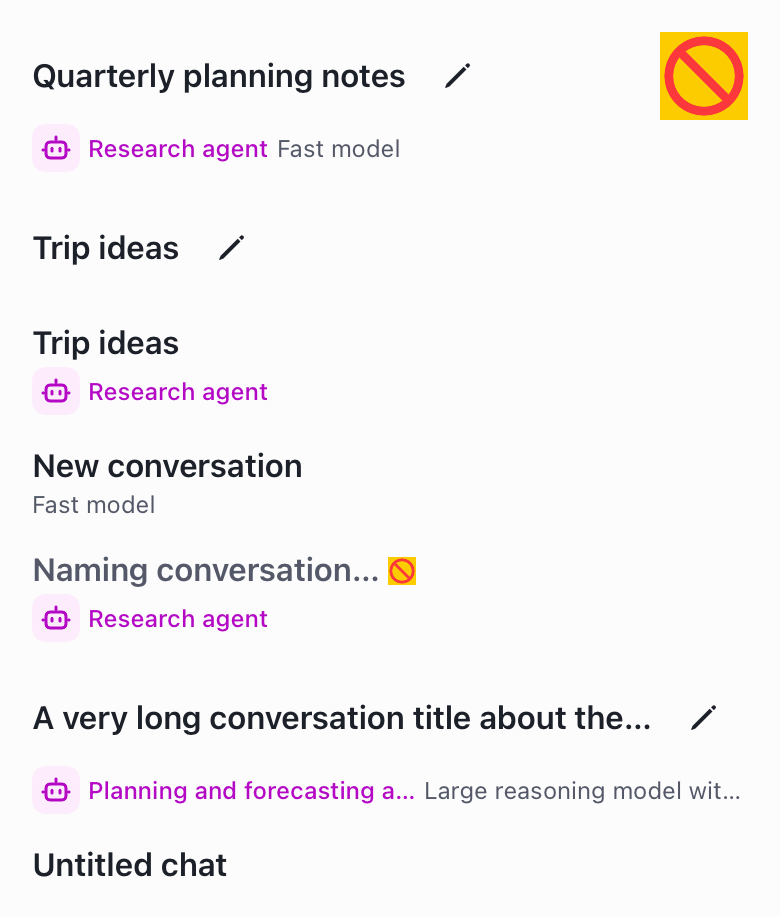 Quarterly planning notes
Research agent Fast model
Trip ideas
Trip ideas
Research agent
New conversation
Fast model
Naming conversation...
Research agent
A very long conversation title about the...
Planning and forecasting a... Large reasoning model wit...
Untitled chat